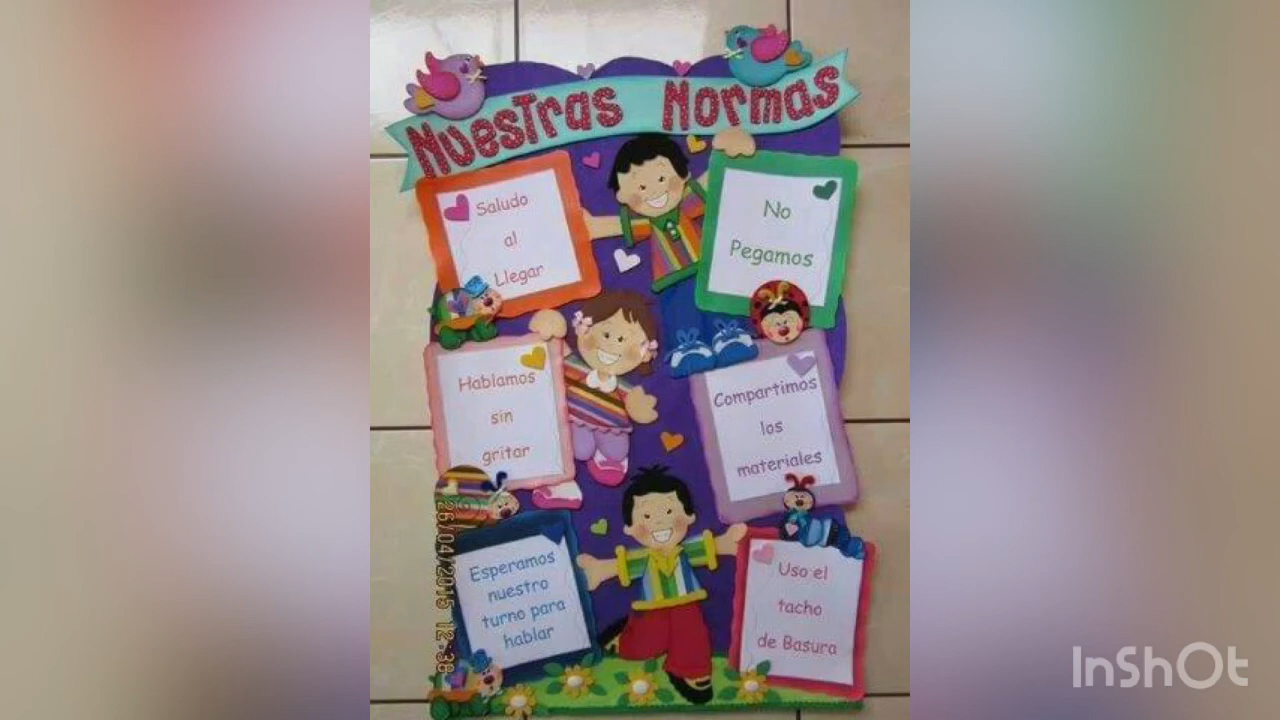 Nuestras Normas
Saludo
al
Llegar
No
Pegamos
Hablamos
sin
gritar
Compartimos
los
materiales
Esperamos
nuestro
turno para
hablar
Uso el
tacho
de Basura
26/04/2015 12:38
InShOt